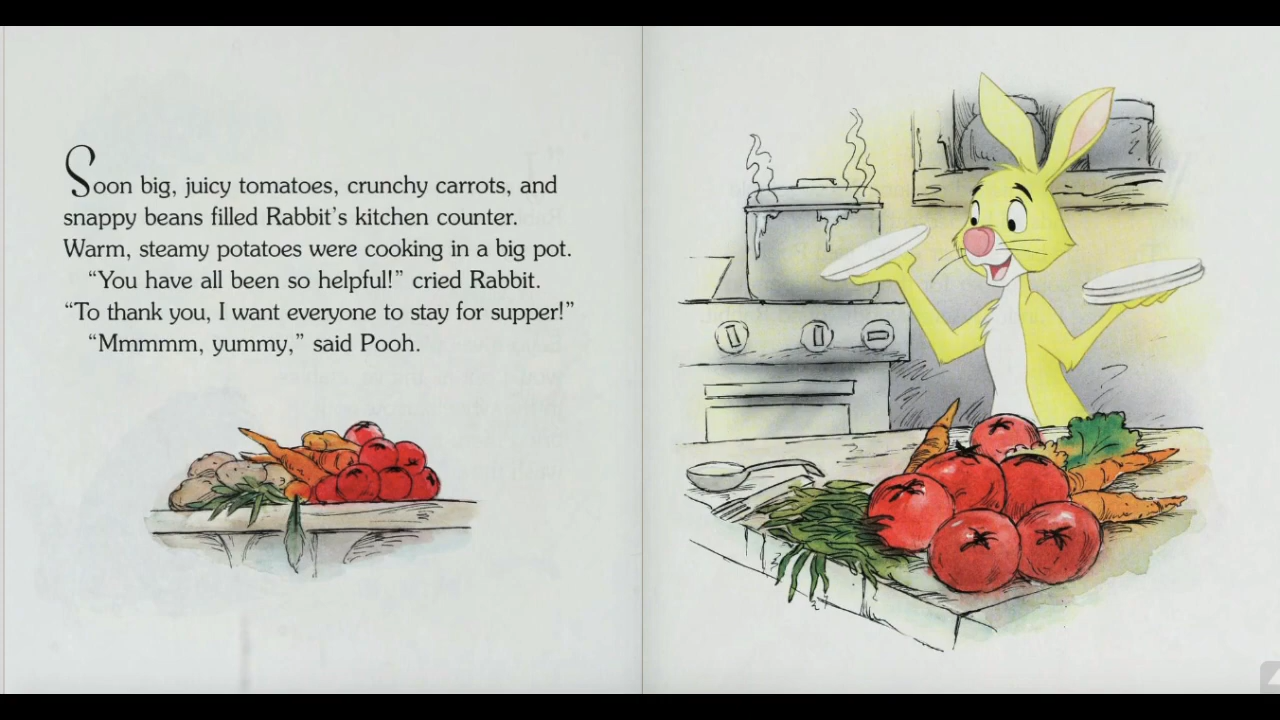 Soon big, juicy tomatoes, crunchy carrots, and
snappy beans filled Rabbit's kitchen counter.
Warm, steamy potatoes were cooking in a big pot.
“You have all been so helpful!” cried Rabbit.
“To thank you, I want everyone to stay for supper!”
“Mmmmm, yummy,” said Pooh.